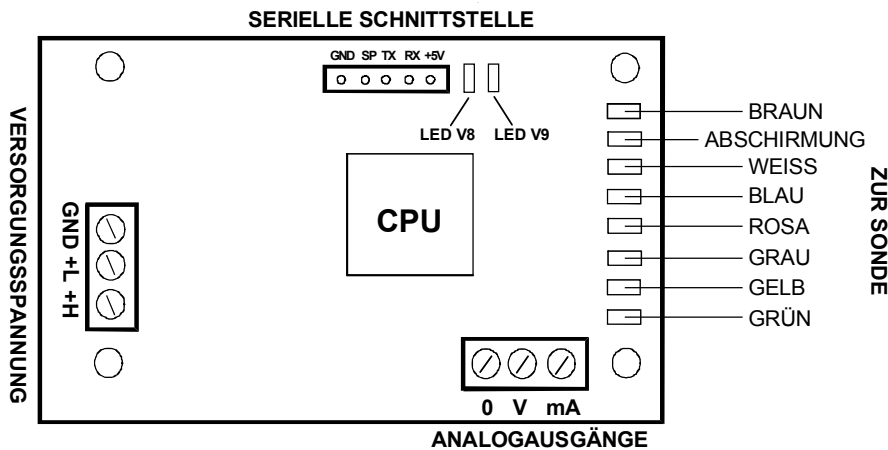 SERIELLE SCHNITTSTELLE
GND SP TX RX +5V
LED V8 LED V9
BRAUN
ABSCHIRMUNG
WEISS
BLAU
ROSA
GRAU
GELB
GRÜN
ZUR SONDE
VERSORGUNGSSPANNUNG
GND +L +H
CPU
0 V mA
ANALOGAUSGÄNGE